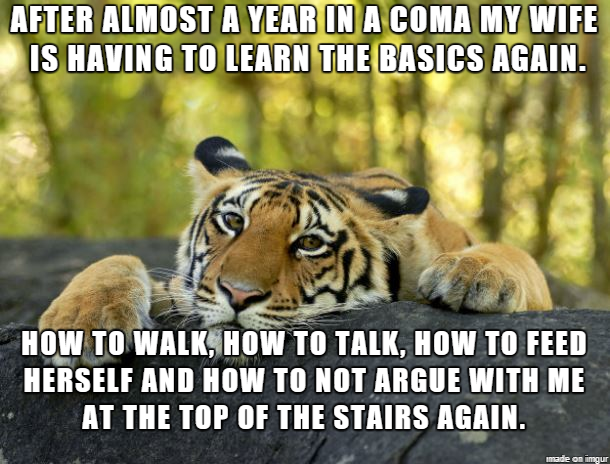 AFTER ALMOST A YEAR IN A COMA MY WIFE
IS HAVING TO LEARN THE BASICS AGAIN.
HOW TO WALK, HOW TO TALK, HOW TO FEED
HERSELF AND HOW TO NOT ARGUE WITH ME
AT THE TOP OF THE STAIRS AGAIN.
made on imgur